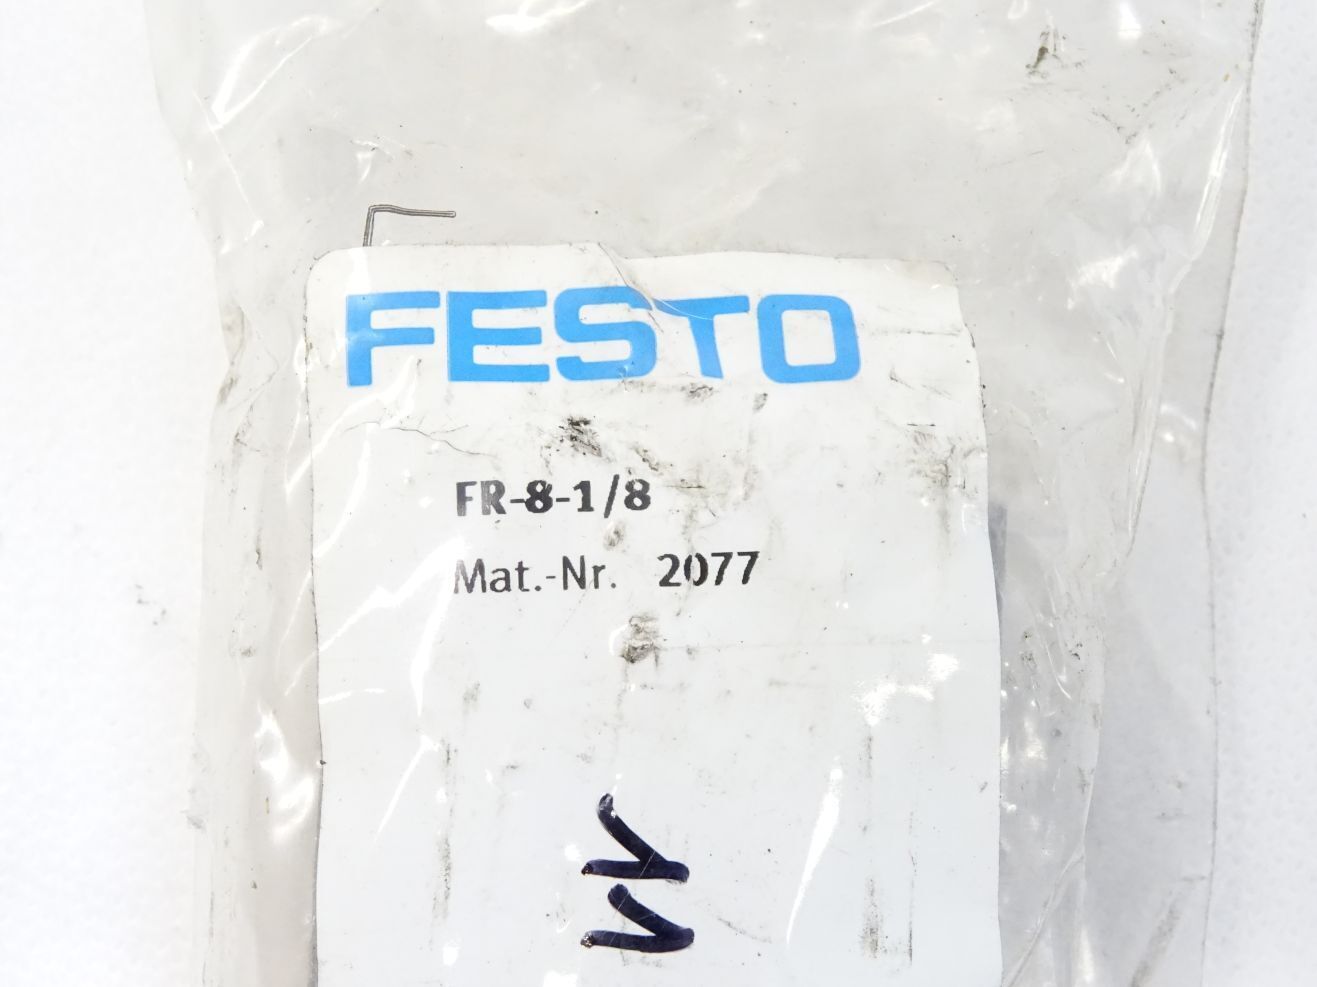 FESTO
FR-8-1/8
Mat.-Nr. 2077